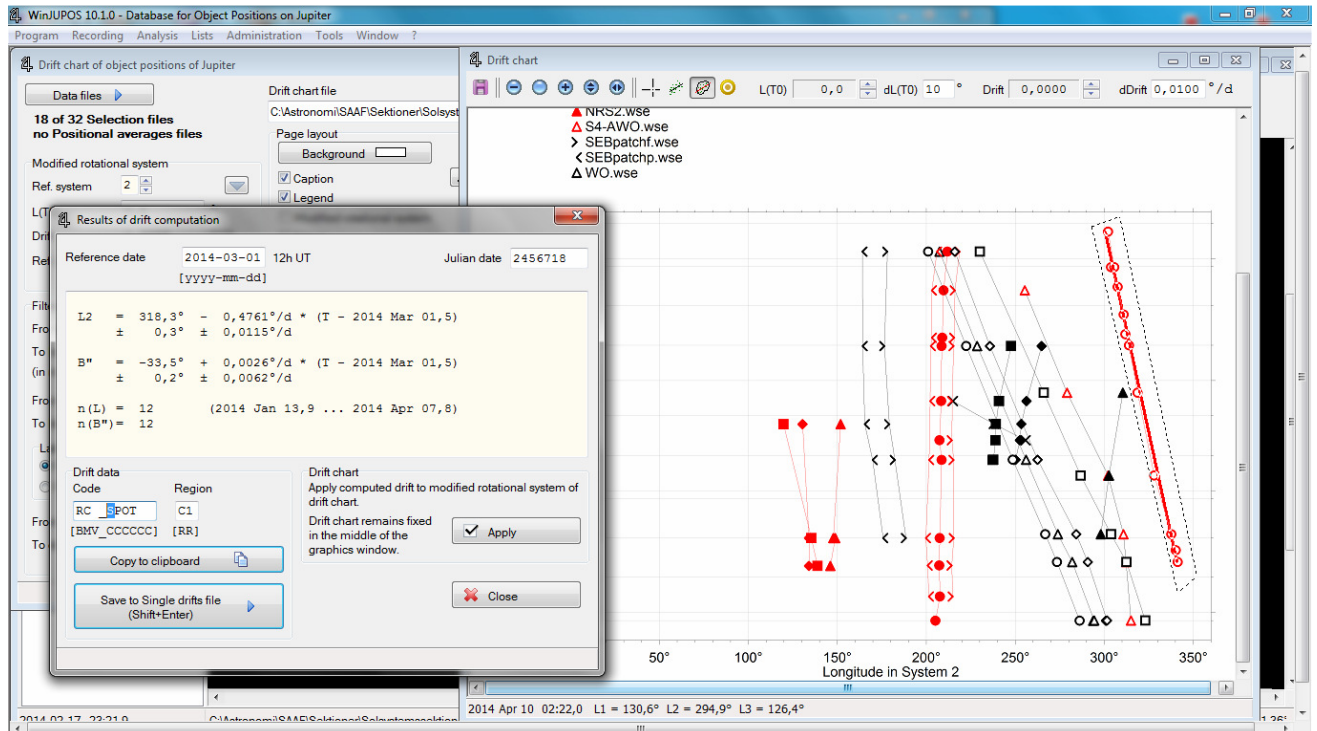 WinJUPOS 10.1.0 - Database for Object Positions on Jupiter
Program Recording Analysis Lists Administration Tools Window ?
Drift chart of object positions of Jupiter
Data files
18 of 32 Selection files
no Positional averages files
Modified rotational system
Ref. system 2
Drift chart file
C:\Astronomi\SAAF\Sektioner\Solsyst
Page layout
Background
Caption
Legend
Results of drift computation
Reference date 2014-03-01 12h UT Julian date 2456718
[yyyy-mm-dd]
L2 = 318,3° - 0,4761°/d * (T - 2014 Mar 01,5)
± 0,3° ± 0,0115°/d
B" = -33,5° + 0,0026°/d * (T - 2014 Mar 01,5)
± 0,2° ± 0,0062°/d
n(L) = 12 (2014 Jan 13,9 ... 2014 Apr 07,8)
n(B")= 12
Drift data
Code Region
RC _SPOT C1
[BMV_CCCCCC] [RR]
Copy to clipboard
Save to Single drifts file
(Shift+Enter)
Drift chart
Apply computed drift to modified rotational system of
drift chart.
Drift chart remains fixed
in the middle of the
graphics window.
Apply
Close
Drift chart
L(T0) 0,0 dL(T0) 10 ° Drift 0,0000 dDrift 0,0100 °/d
NRS2.wse
S4-AWO.wse
SEBpatchf.wse
SEBpatchp.wse
WO.wse
50° 100° 150° 200° 250° 300° 350°
Longitude in System 2
2014 Apr 10 02:22,0 L1 = 130,6° L2 = 294,9° L3 = 126,4°